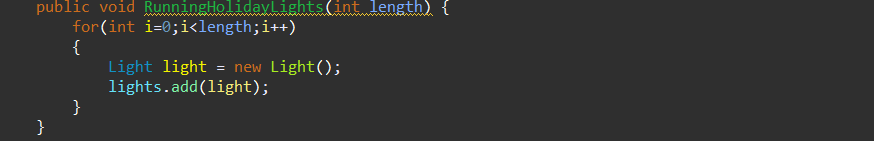 public void RunningHolidayLights(int length) {
for(int i=0;i<length;i++)
{
Light light = new Light();
lights.add(light);
}
}